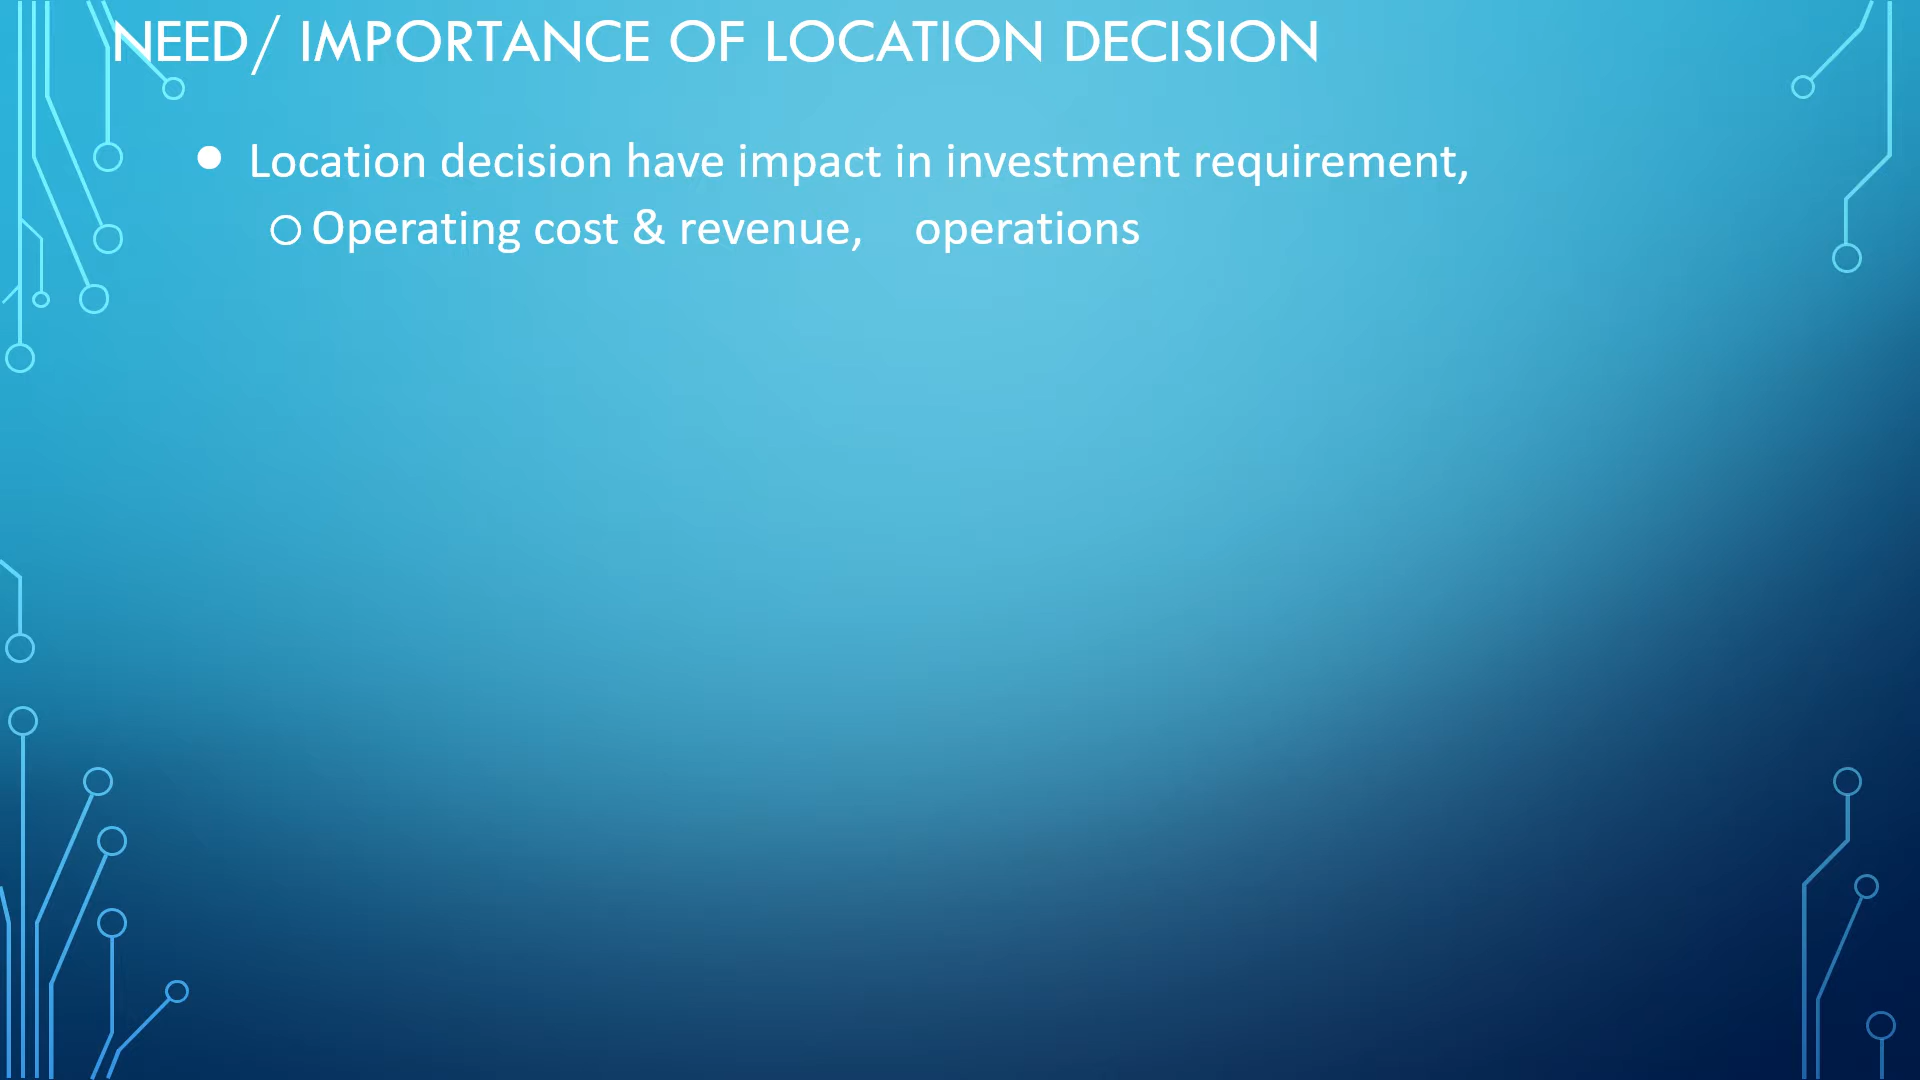 NEED/ IMPORTANCE OF LOCATION DECISION
Location decision have impact in investment requirement,
Operating cost & revenue, operations